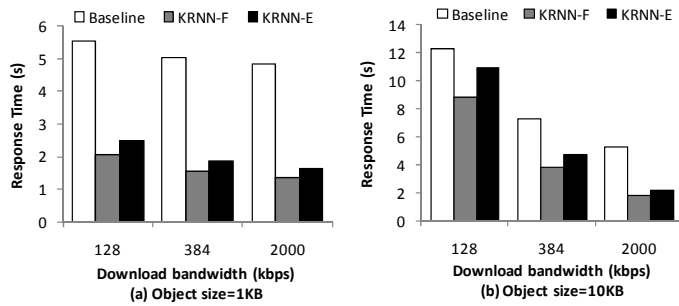 Baseline KRNN-F KRNN-E
Response Time (s)
6
5
4
3
2
1
0
128 384 2000
Download bandwidth (kbps)
(a) Object size=1KB
Baseline KRNN-F KRNN-E
Response Time (s)
14
12
10
8
6
4
2
0
128 384 2000
Download bandwidth (kbps)
(b) Object size=10KB